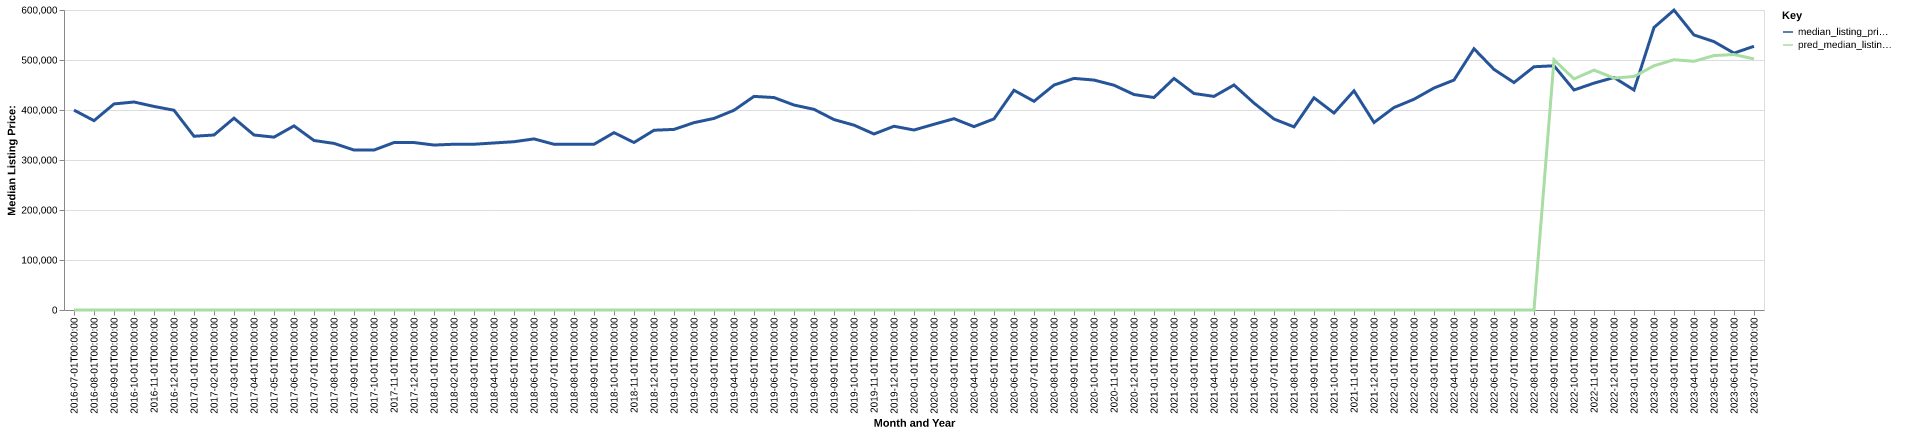 600,000
500,000
400,000
300,000
200,000
100,000
0
Median Listing Price:
2016-07-01T00:00:00
2016-08-01T00:00:00
2016-09-01T00:00:00
2016-10-01T00:00:00
2016-11-01T00:00:00
2016-12-01T00:00:00
2017-01-01T00:00:00
2017-02-01T00:00:00
2017-03-01T00:00:00
2017-04-01T00:00:00
2017-05-01T00:00:00
2017-06-01T00:00:00
2017-07-01T00:00:00
2017-08-01T00:00:00
2017-09-01T00:00:00
2017-10-01T00:00:00
2017-11-01T00:00:00
2017-12-01T00:00:00
2018-01-01T00:00:00
2018-02-01T00:00:00
2018-03-01T00:00:00
2018-04-01T00:00:00
2018-05-01T00:00:00
2018-06-01T00:00:00
2018-07-01T00:00:00
2018-08-01T00:00:00
2018-09-01T00:00:00
2018-10-01T00:00:00
2018-11-01T00:00:00
2018-12-01T00:00:00
2019-01-01T00:00:00
2019-02-01T00:00:00
2019-03-01T00:00:00
2019-04-01T00:00:00
2019-05-01T00:00:00
2019-06-01T00:00:00
2019-07-01T00:00:00
2019-08-01T00:00:00
2019-09-01T00:00:00
2019-10-01T00:00:00
2019-11-01T00:00:00
2019-12-01T00:00:00
2020-01-01T00:00:00
2020-02-01T00:00:00
2020-03-01T00:00:00
2020-04-01T00:00:00
2020-05-01T00:00:00
2020-06-01T00:00:00
2020-07-01T00:00:00
2020-08-01T00:00:00
2020-09-01T00:00:00
2020-10-01T00:00:00
2020-11-01T00:00:00
2020-12-01T00:00:00
2021-01-01T00:00:00
2021-02-01T00:00:00
2021-03-01T00:00:00
2021-04-01T00:00:00
2021-05-01T00:00:00
2021-06-01T00:00:00
2021-07-01T00:00:00
2021-08-01T00:00:00
2021-09-01T00:00:00
2021-10-01T00:00:00
2021-11-01T00:00:00
2021-12-01T00:00:00
2022-01-01T00:00:00
2022-02-01T00:00:00
2022-03-01T00:00:00
2022-04-01T00:00:00
2022-05-01T00:00:00
2022-06-01T00:00:00
2022-07-01T00:00:00
2022-08-01T00:00:00
2022-09-01T00:00:00
2022-10-01T00:00:00
2022-11-01T00:00:00
2022-12-01T00:00:00
2023-01-01T00:00:00
2023-02-01T00:00:00
2023-03-01T00:00:00
2023-04-01T00:00:00
2023-05-01T00:00:00
2023-06-01T00:00:00
2023-07-01T00:00:00
Month and Year
Key
median_listing_pri…
pred_median_listin…